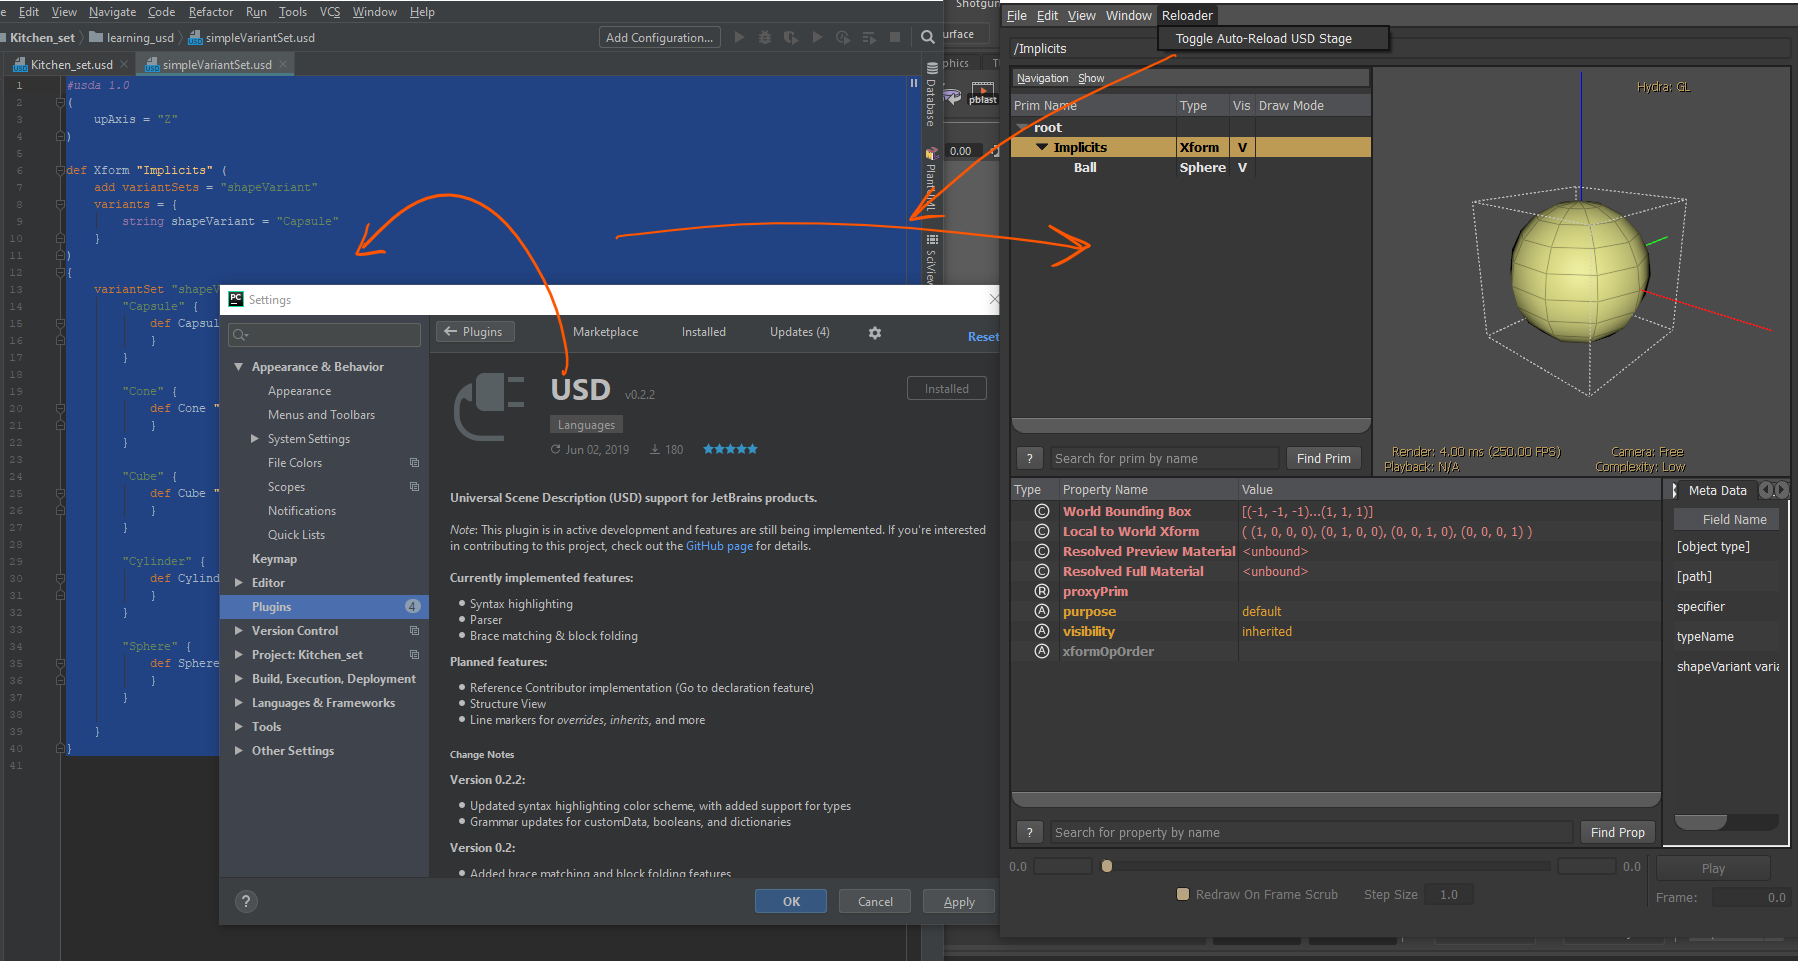 e Edit View Navigate Code Refactor Run Tools VCS Window Help
Kitchen_set learning_usd simpleVariantSet.usd Add Configuration...
Kitchen_set.usd simpleVariantSet.usd
1 #usda 1.0
2 (
3 upAxis = "Z"
4 )
5
6 def Xform "Implicits" (
7 add variantSets = "shapeVariant"
8 variants = {
9 string shapeVariant = "Capsule"
10 }
11 )
12 {
13 variantSet "shapeV
14 "Capsule" {
15 def Capsul
16 }
17 }
18
19 "Cone" {
20 def Cone "
21 }
22 }
23
24 "Cube" {
25 def Cube "
26 }
27 }
28
29 "Cylinder" {
30 def Cylind
31 }
32 }
33
34 "Sphere" {
35 def Sphere
36 }
37 }
38
39 }
40 }
41
Database
PlantUML
SciView
Shotgun
urface
phics
pblast
0.00
PC Settings
Appearance & Behavior
Appearance
Menus and Toolbars
System Settings
File Colors
Scopes
Notifications
Quick Lists
Keymap
Editor
Plugins 4
Version Control
Project: Kitchen_set
Build, Execution, Deployment
Languages & Frameworks
Tools
Other Settings
Plugins Marketplace Installed Updates (4) Reset
USD v0.2.2 Installed
Languages
Jun 02, 2019 180
Universal Scene Description (USD) support for JetBrains products.
Note: This plugin is in active development and features are still being implemented. If you're interested
in contributing to this project, check out the GitHub page for details.
Currently implemented features:
• Syntax highlighting
• Parser
• Brace matching & block folding
Planned features:
• Reference Contributor implementation (Go to declaration feature)
• Structure View
• Line markers for overrides, inherits, and more
Change Notes
Version 0.2.2:
• Updated syntax highlighting color scheme, with added support for types
• Grammar updates for customData, booleans, and dictionaries
Version 0.2:
• Added brace matching and block folding features
? OK Cancel Apply
File Edit View Window Reloader
Toggle Auto-Reload USD Stage
/Implicits
Navigation Show
Prim Name Type Vis Draw Mode
root
Implicits Xform V
Ball Sphere V
? Search for prim by name Find Prim
Hydra: GL
Render: 4.00 ms (250.00 FPS) Camera: Free
Playback: N/A Complexity: Low
Type Property Name Value
C World Bounding Box [(-1, -1, -1)...(1, 1, 1)]
C Local to World Xform ( (1, 0, 0, 0), (0, 1, 0, 0), (0, 0, 1, 0), (0, 0, 0, 1) )
C Resolved Preview Material <unbound>
C Resolved Full Material <unbound>
R proxyPrim
A purpose default
A visibility inherited
A xformOpOrder
? Search for property by name Find Prop
Meta Data
Field Name
[object type]
[path]
specifier
typeName
shapeVariant varia
0.0 0.0 Play
Redraw On Frame Scrub Step Size 1.0 Frame: 0.0